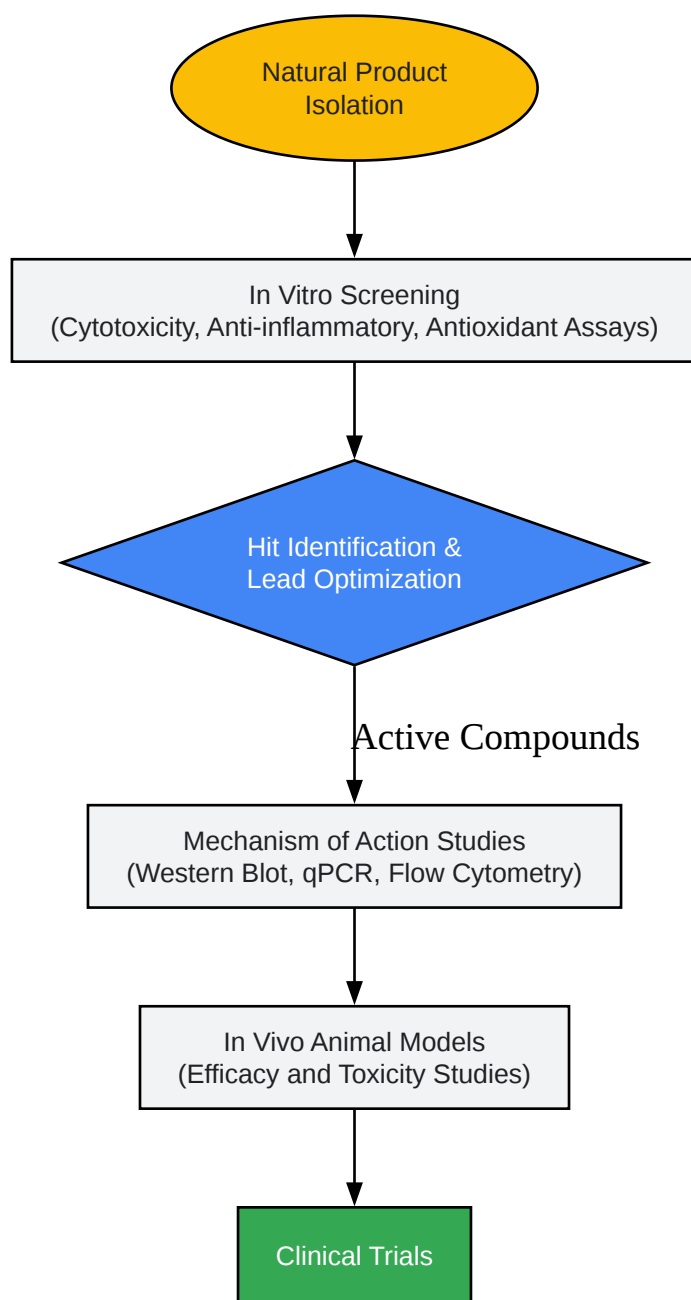 Natural Product
Isolation
In Vitro Screening
(Cytotoxicity, Anti-inflammatory, Antioxidant Assays)
Hit Identification &
Lead Optimization
Active Compounds
Mechanism of Action Studies
(Western Blot, qPCR, Flow Cytometry)
In Vivo Animal Models
(Efficacy and Toxicity Studies)
Clinical Trials